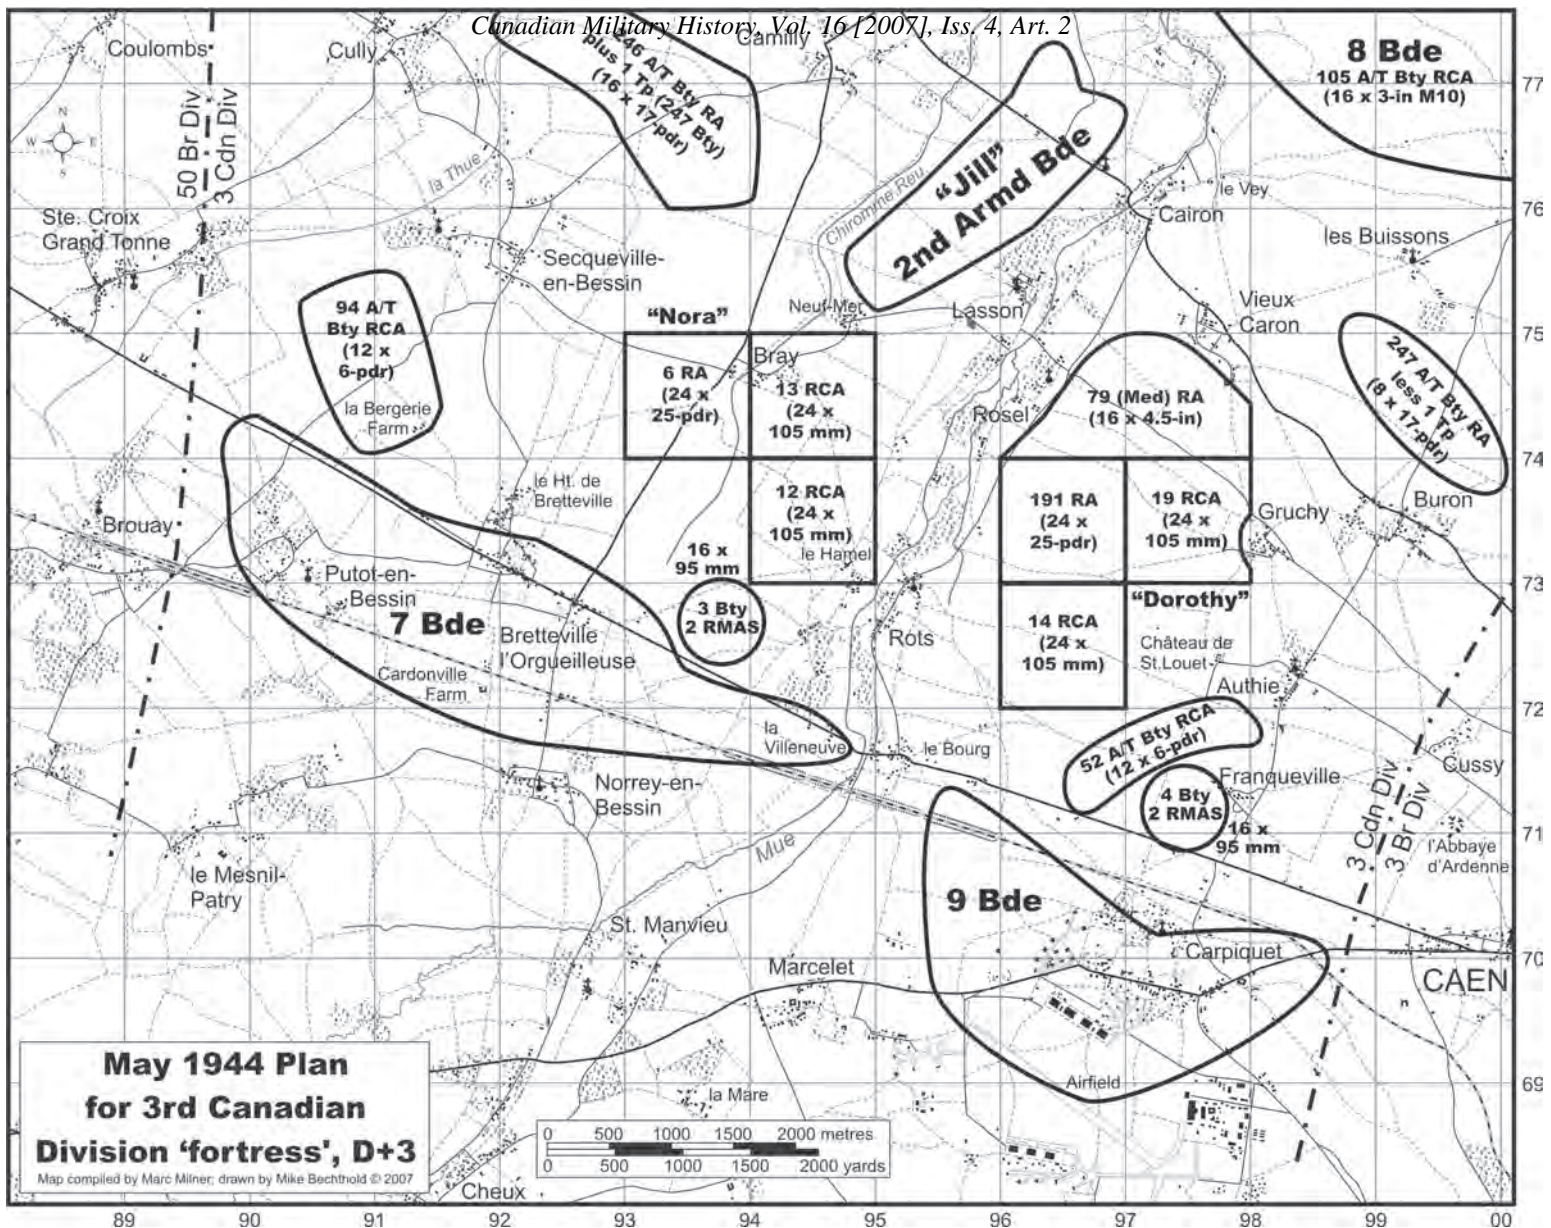 Canadian Military History, Vol. 16 [2007], Iss. 4, Art. 2
Coulombs
Cully
246 A/T Bty RA
plus 1 Tp (247 Bty)
(16 x 17-pdr)
Camilly
8 Bde
105 A/T Bty RCA
(16 x 3-in M10)
77
N
W
E
S
50 Br Div
3 Cdn Div
la Thue
Chiromme Reu
"Jill"
2nd Armd Bde
le Vey
Cairon
76
Ste. Croix
Grand Tonne
Secqueville-
en-Bessin
les Buissons
94 A/T
Bty RCA
(12 x
6-pdr)
la Bergerie
Farm
"Nora"
Neuf-Mer
Lasson
Vieux
Caron
75
6 RA
(24 x
25-pdr)
Bray
13 RCA
(24 x
105 mm)
Rosel
79 (Med) RA
(16 x 4.5-in)
247 A/T Bty RA
less 1 Tp
(8 x 17-pdr)
74
le Ht. de
Bretteville
12 RCA
(24 x
105 mm)
le Hamel
191 RA
(24 x
25-pdr)
19 RCA
(24 x
105 mm)
Gruchy
Buron
Brouay
16 x
95 mm
73
Putot-en-
Bessin
7 Bde
Bretteville
l'Orgueilleuse
3 Bty
2 RMAS
Rots
14 RCA
(24 x
105 mm)
"Dorothy"
Château de
St.Louet
Cardonville
Farm
Authie
72
la
Villeneuve
le Bourg
52 A/T Bty RCA
(12 x 6-pdr)
Franqueville
Cussy
Norrey-en-
Bessin
4 Bty
2 RMAS
16 x
95 mm
3 Cdn Div
3 Br Div
71
le Mesnil-
Patry
Mue
l'Abbaye
d'Ardenne
9 Bde
St. Manvieu
Marcelet
Carpiquet
70
CAEN
Airfield
69
la Mare
May 1944 Plan
for 3rd Canadian
Division 'fortress', D+3
Map compiled by Marc Milner; drawn by Mike Bechthold © 2007
0 500 1000 1500 2000 metres
0 500 1000 1500 2000 yards
Cheux
89 90 91 92 93 94 95 96 97 98 99 00